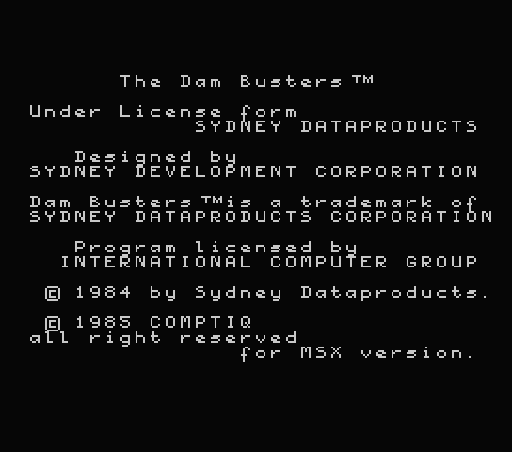 The Dam Busters™
Under License form
SYDNEY DATAPRODUCTS
Designed by
SYDNEY DEVELOPMENT CORPORATION
Dam Busters™is a trademark of
SYDNEY DATAPRODUCTS CORPORATION
Program licensed by
INTERNATIONAL COMPUTER GROUP
© 1984 by Sydney Dataproducts.
© 1985 COMPTIQ
all right reserved
for MSX version.